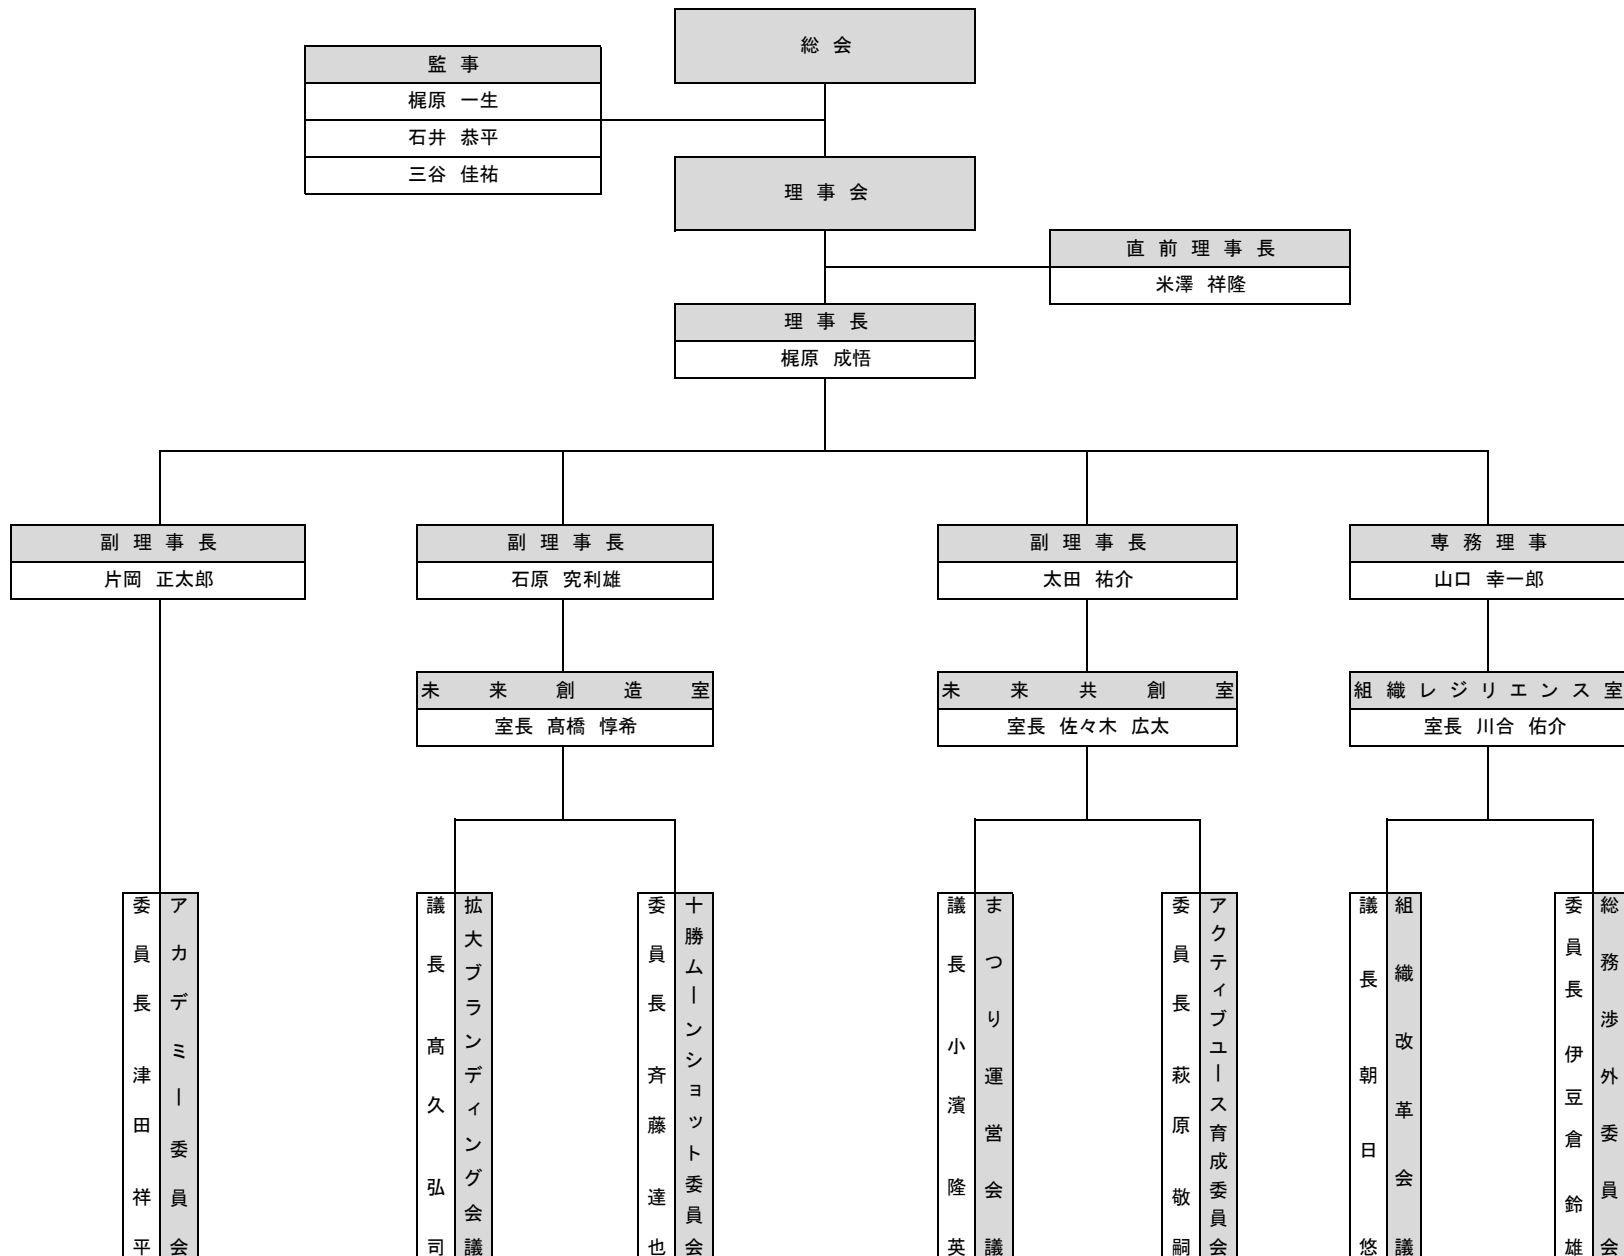 総会
監事
梶原 一生
石井 恭平
三谷 佳祐
理事会
直前理事長
米澤 祥隆
理事長
梶原 成悟
副理事長
片岡 正太郎
副理事長
石原 究利雄
副理事長
太田 祐介
専務理事
山口 幸一郎
未来創造室
室長 髙橋 惇希
未来共創室
室長 佐々木 広太
組織レジリエンス室
室長 川合 佑介
アカデミー委員会
委員長 津田 祥平
拡大ブランディング会議
議長 髙久 弘司
十勝ムーンショット委員会
委員長 斉藤 達也
まつり運営会議
議長 小濱 隆英
アクティブユース育成委員会
委員長 萩原 敬嗣
組織改革会議
議長 朝日 悠
総務渉外委員会
委員長 伊豆倉 鈴雄